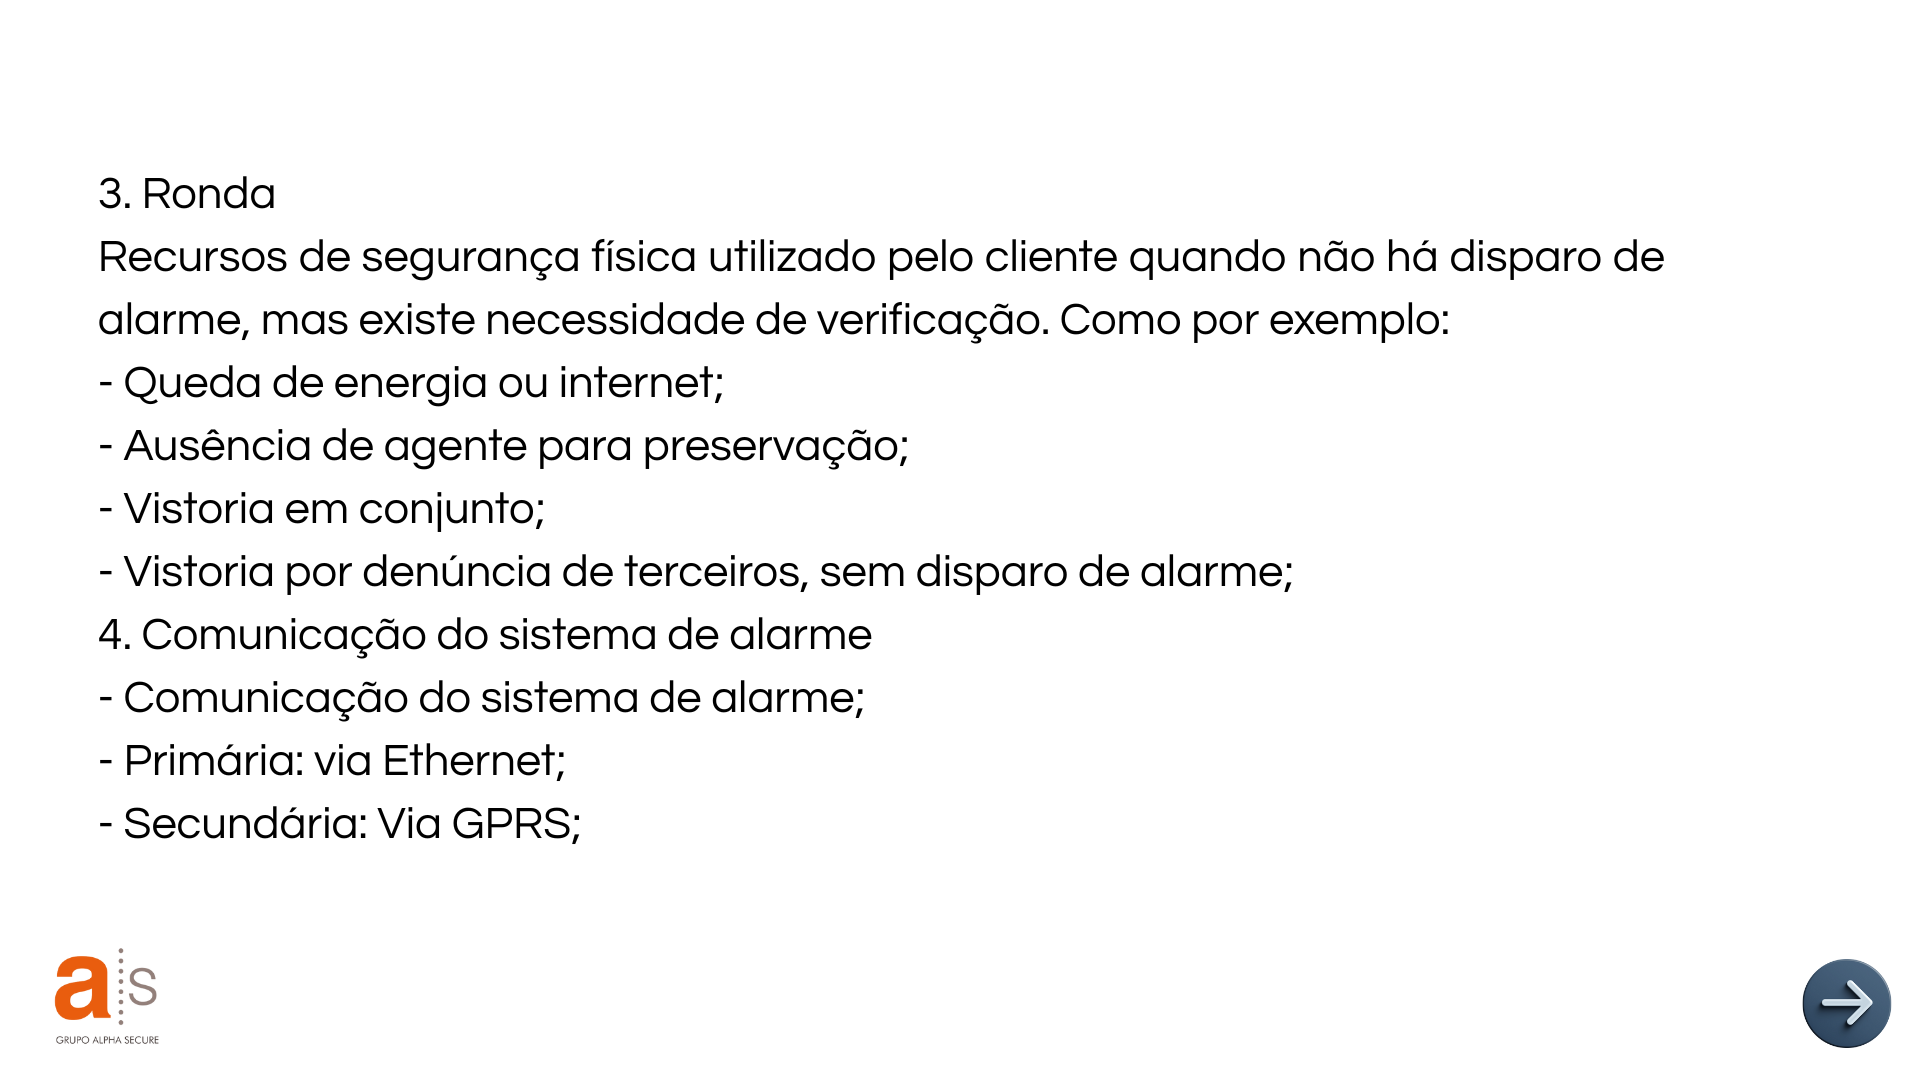 3. Ronda
Recursos de segurança física utilizado pelo cliente quando não há disparo de
alarme, mas existe necessidade de verificação. Como por exemplo:
- Queda de energia ou internet;
- Ausência de agente para preservação;
- Vistoria em conjunto;
- Vistoria por denúncia de terceiros, sem disparo de alarme;
4. Comunicação do sistema de alarme
- Comunicação do sistema de alarme;
- Primária: via Ethernet;
- Secundária: Via GPRS;
a s
GRUPO ALPHA SECURE